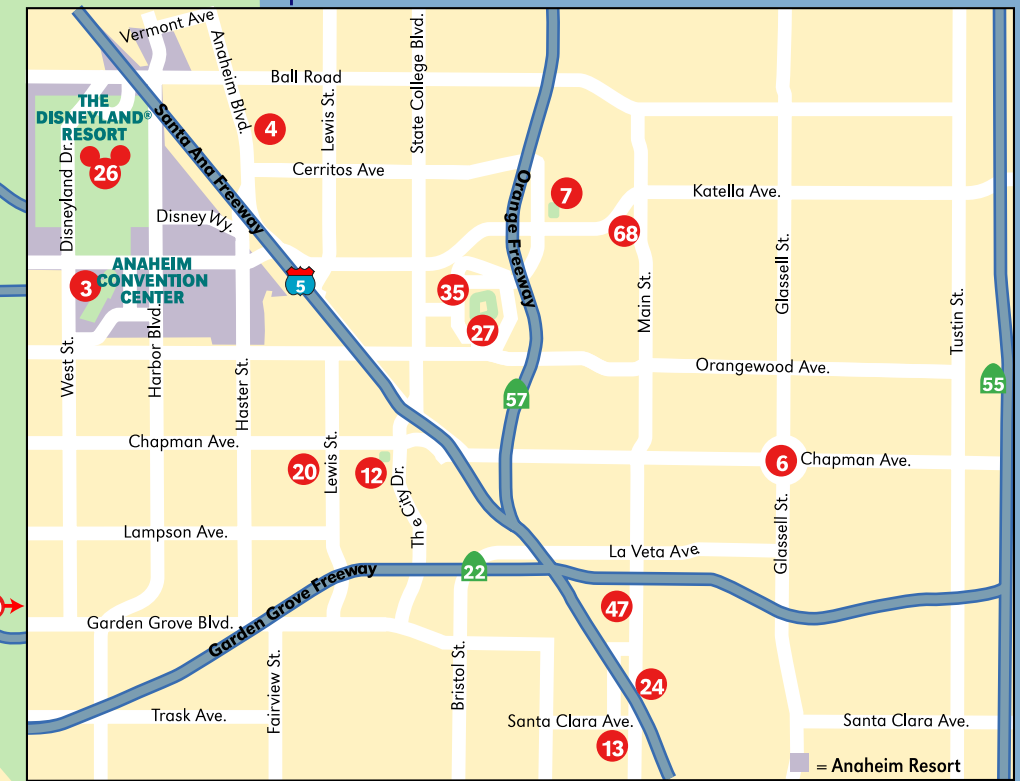 Vermont Ave
Anaheim Blvd.
Ball Road
Lewis St.
State College Blvd.
THE
DISNEYLAND®
RESORT
Santa Ana Freeway
4
26
Disneyland Dr.
Cerritos Ave
Orange Freeway
7
Katella Ave.
Disney Wy.
68
Glassell St.
ANAHEIM
CONVENTION
CENTER
3
5
35
27
Main St.
Tustin St.
West St.
Harbor Blvd.
Haster St.
Orangewood Ave.
57
55
Chapman Ave.
20
Lewis St.
12
The City Dr.
6
Chapman Ave.
Glassell St.
Lampson Ave.
La Veta Ave
22
Garden Grove Freeway
47
Garden Grove Blvd.
Fairview St.
Bristol St.
24
Trask Ave.
Santa Clara Ave.
13
Santa Clara Ave.
= Anaheim Resort